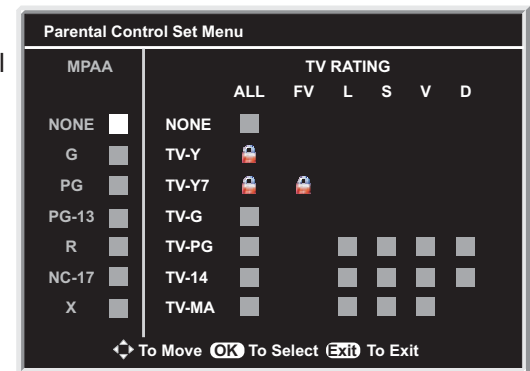 Parental Control Set Menu
MPAA
TV RATING
ALL FV L S V D
NONE NONE
G TV-Y
PG TV-Y7
PG-13 TV-G
R TV-PG
NC-17 TV-14
X TV-MA
To Move OK To Select Exit To Exit
l